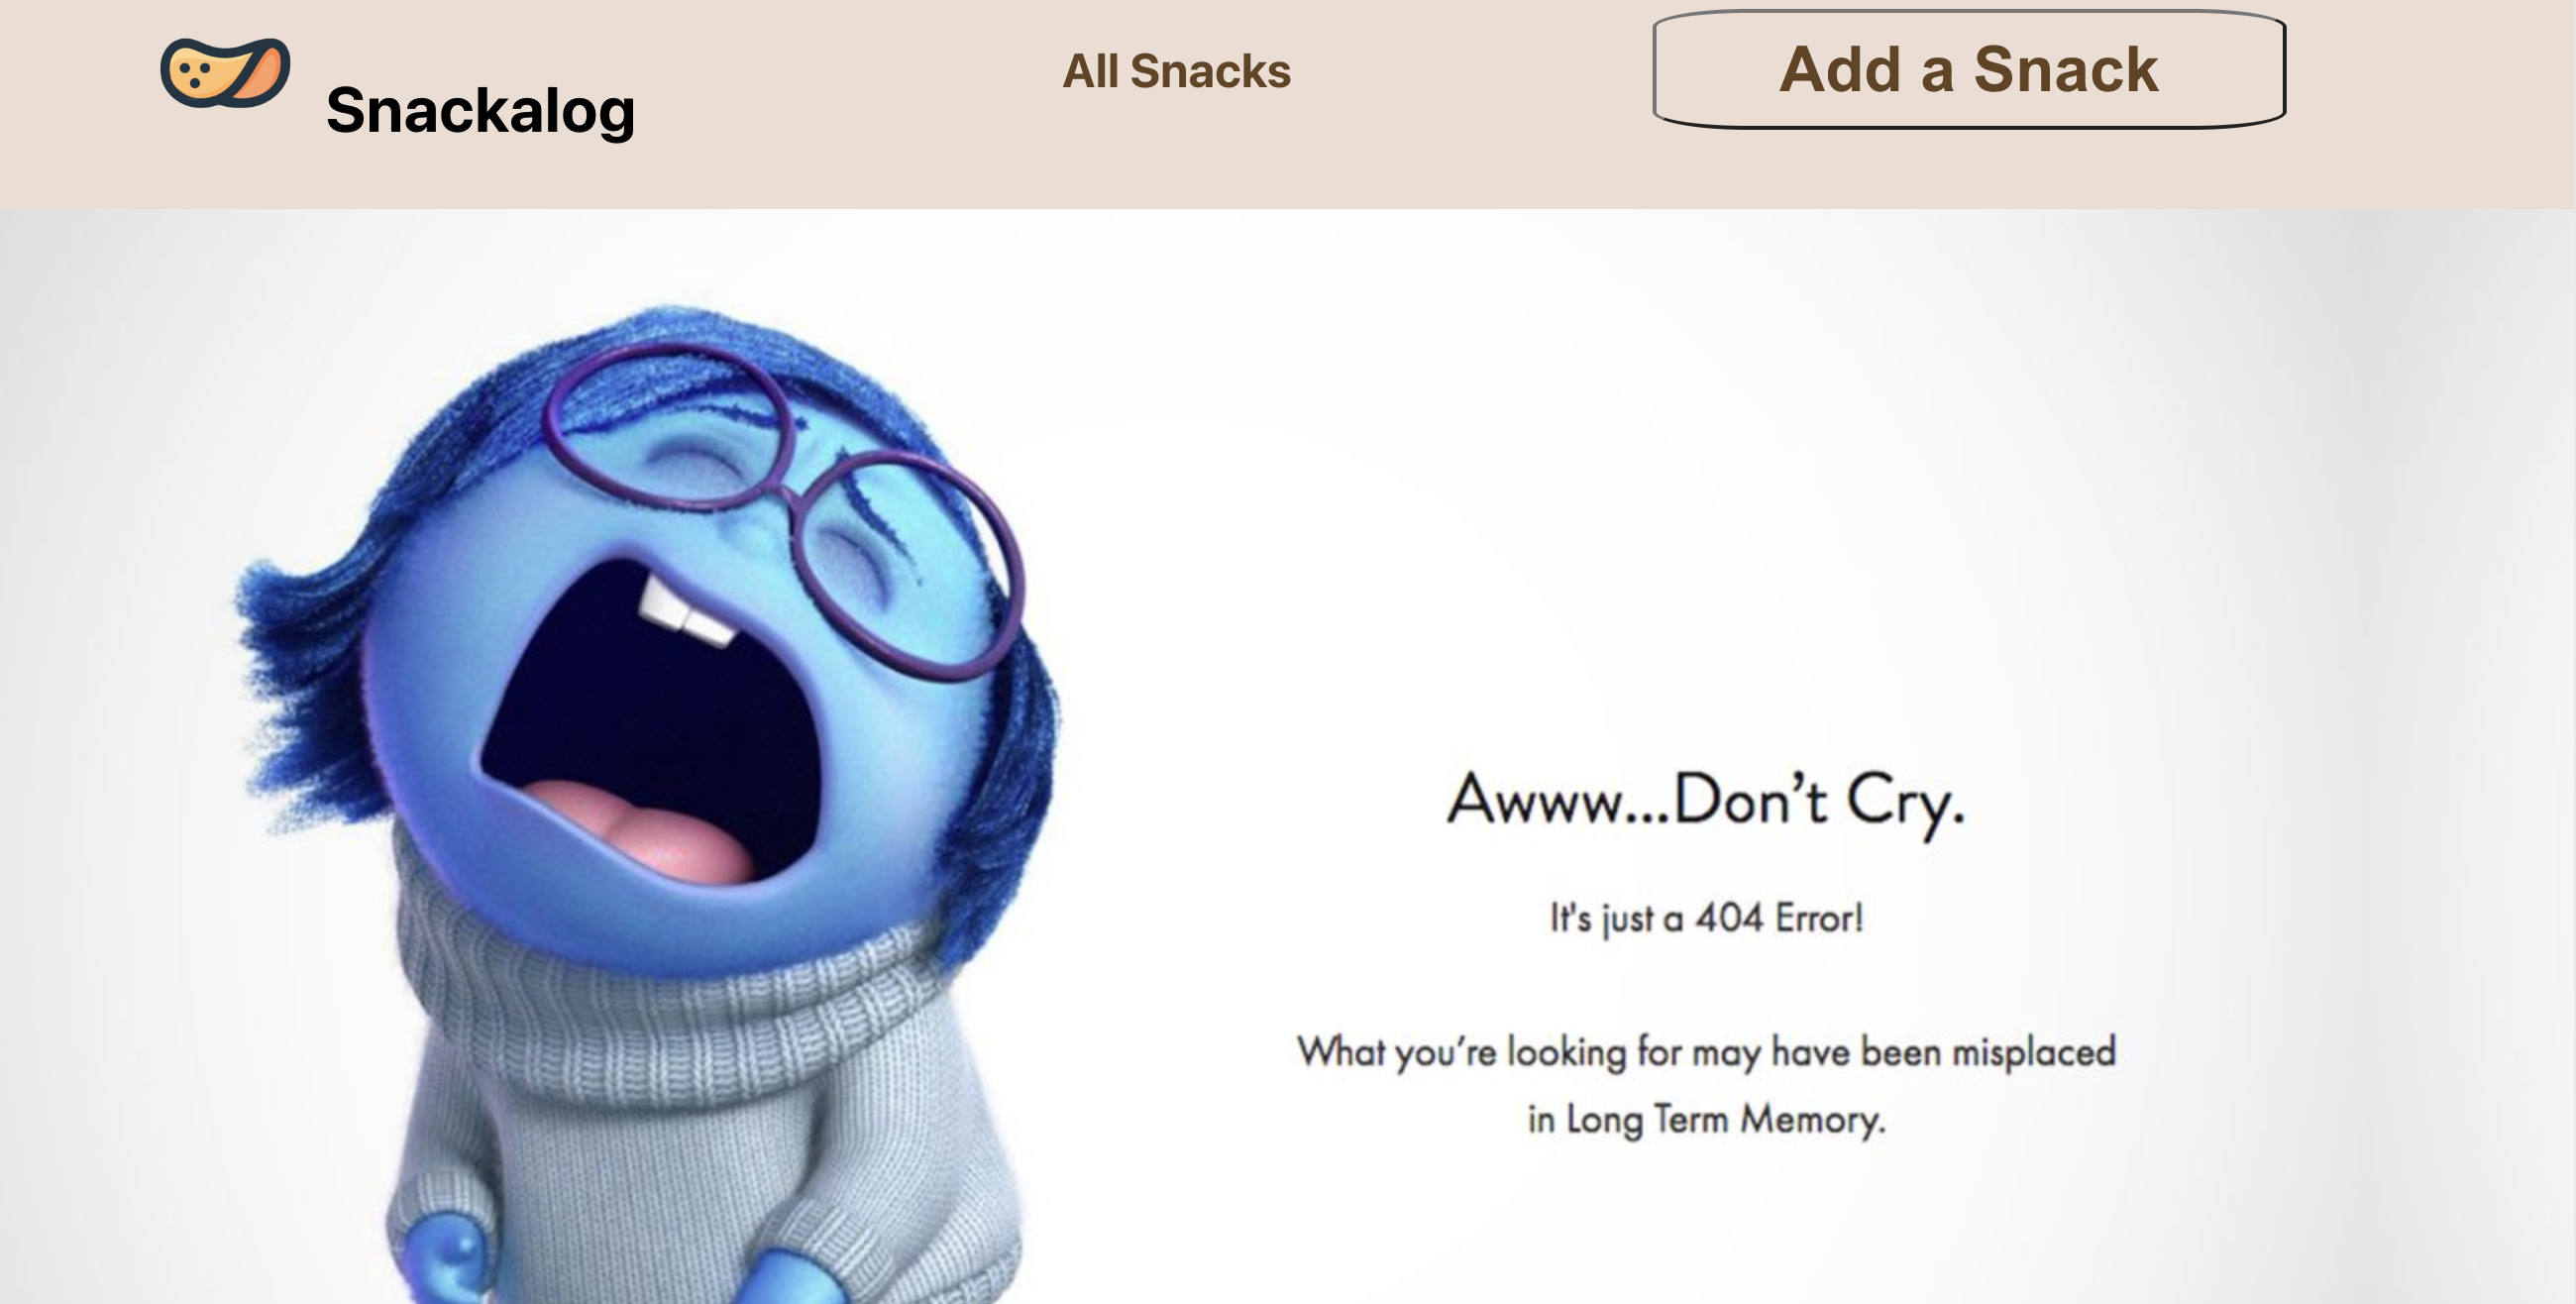 Snackalog
All Snacks
Add a Snack
Awww...Don’t Cry.
It's just a 404 Error!
What you’re looking for may have been misplaced
in Long Term Memory.